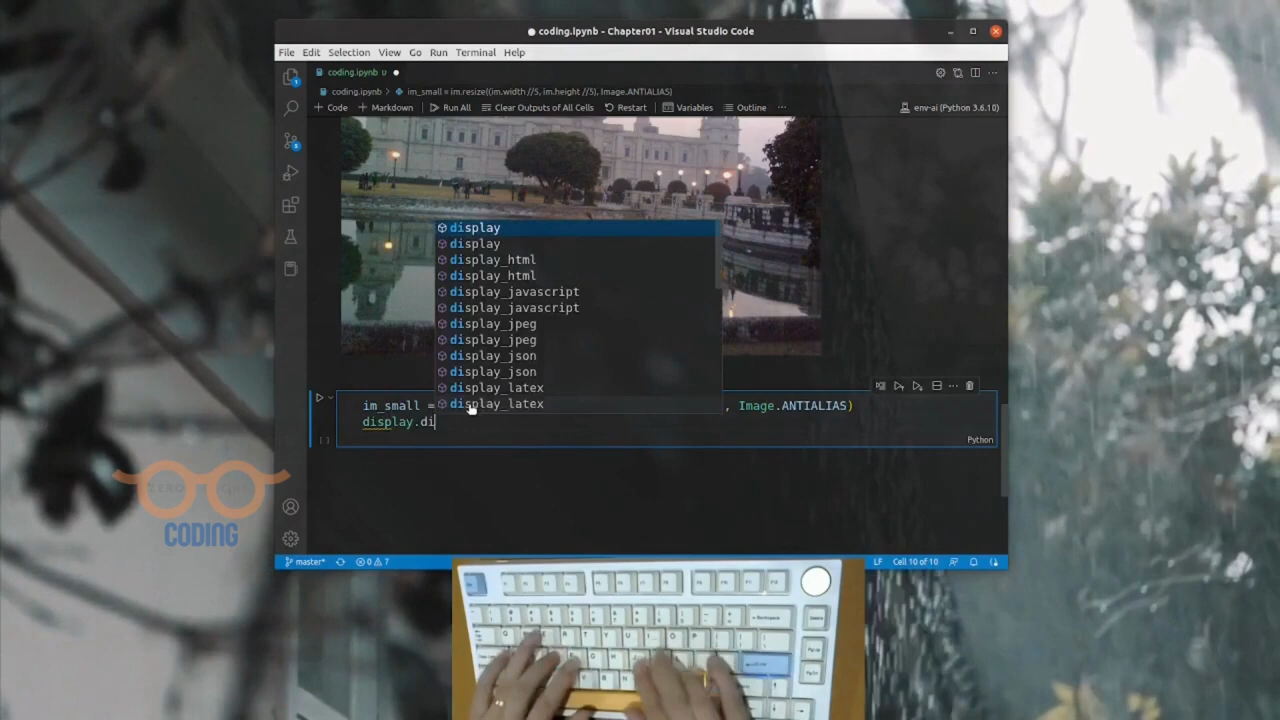 coding.ipynb - Chapter01 - Visual Studio Code
File Edit Selection View Go Run Terminal Help
coding.ipynb U
coding.ipynb > im_small = im.resize((im.width //5, im.height //5), Image.ANTIALIAS)
+ Code + Markdown Run All Clear Outputs of All Cells Restart Variables Outline ... env-ai (Python 3.6.10)
display
display
display_html
display_html
display_javascript
display_javascript
display_jpeg
display_jpeg
display_json
display_json
display_latex
display_latex
im_small = , Image.ANTIALIAS)
display.di
[ ] Python
CODING
master* 0 7 LF Cell 10 of 10